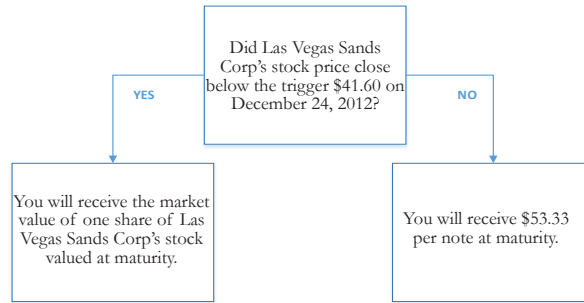 Did Las Vegas Sands
Corp's stock price close
below the trigger $41.60 on
December 24, 2012?
YES
NO
You will receive the market
value of one share of Las
Vegas Sands Corp's stock
valued at maturity.
You will receive $53.33
per note at maturity.